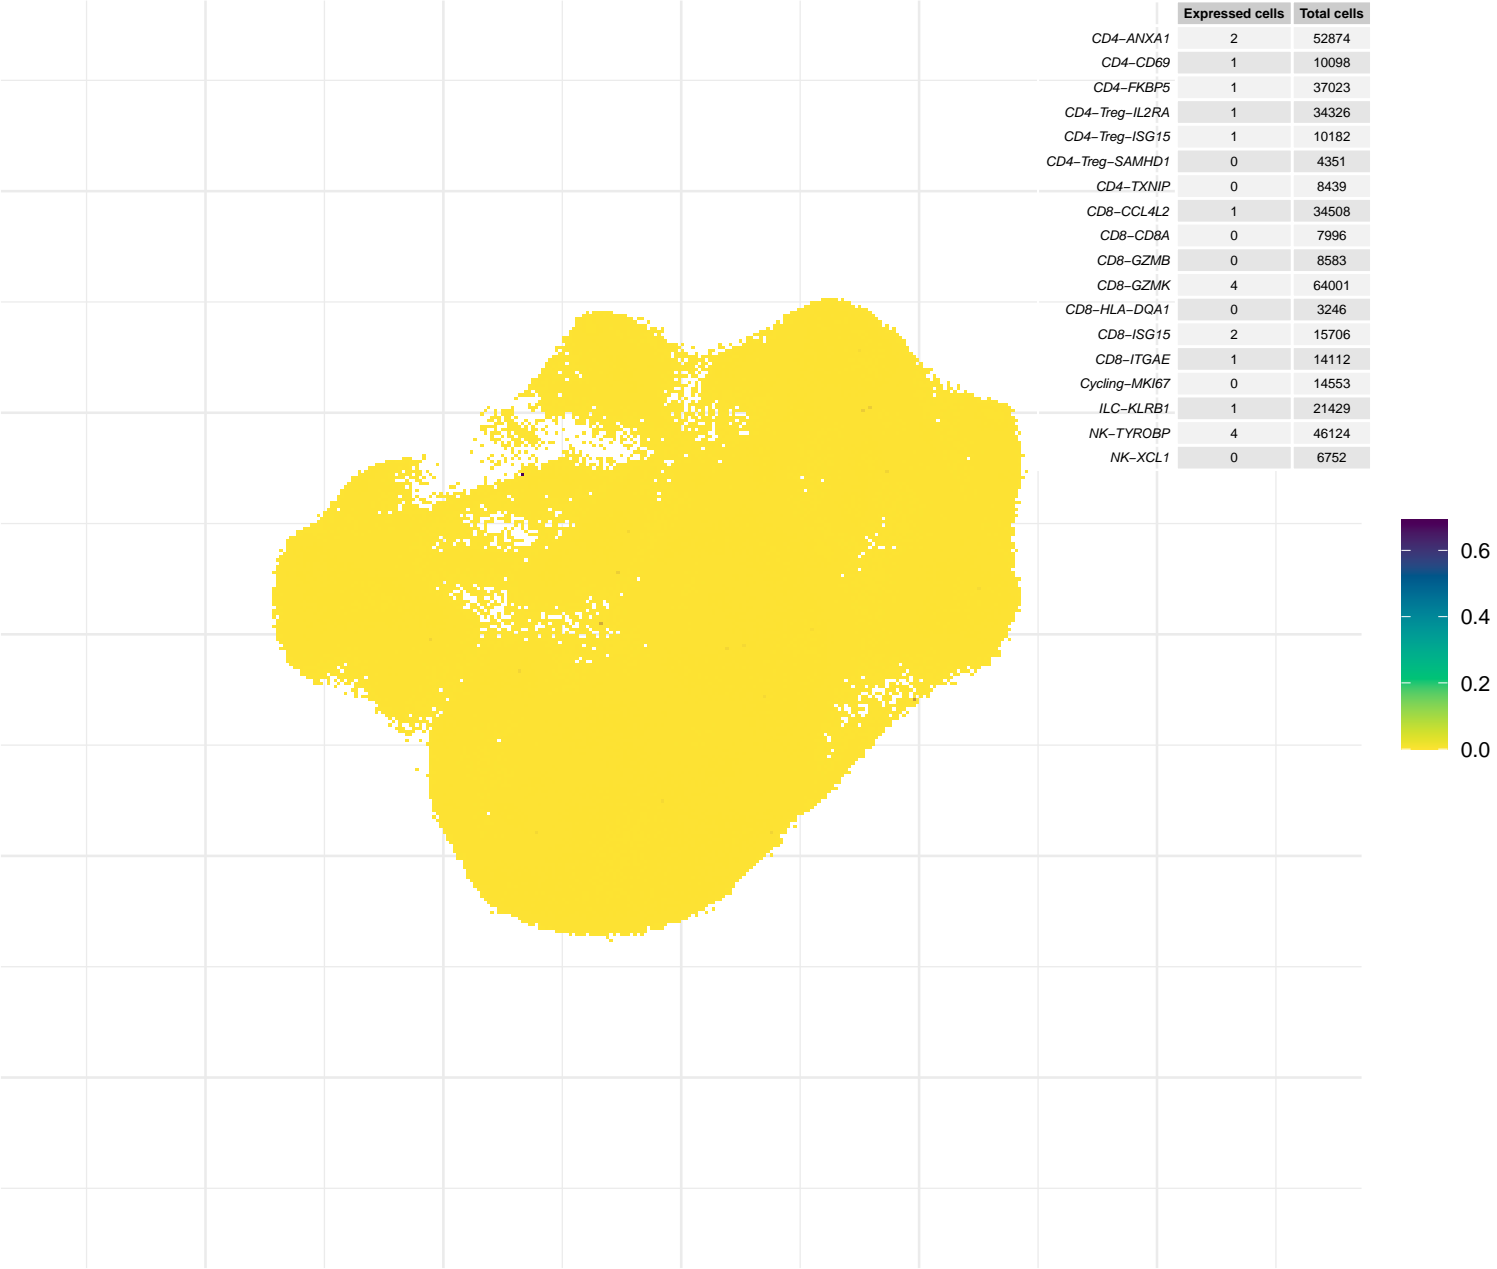 Expressed cells Total cells
CD4−ANXA1 2 52874
CD4−CD69 1 10098
CD4−FKBP5 1 37023
CD4−Treg−IL2RA 1 34326
CD4−Treg−ISG15 1 10182
CD4−Treg−SAMHD1 0 4351
CD4−TXNIP 0 8439
CD8−CCL4L2 1 34508
CD8−CD8A 0 7996
CD8−GZMB 0 8583
CD8−GZMK 4 64001
CD8−HLA−DQA1 0 3246
CD8−ISG15 2 15706
CD8−ITGAE 1 14112
Cycling−MKI67 0 14553
ILC−KLRB1 1 21429
NK−TYROBP 4 46124
NK−XCL1 0 6752
0.6
0.4
0.2
0.0